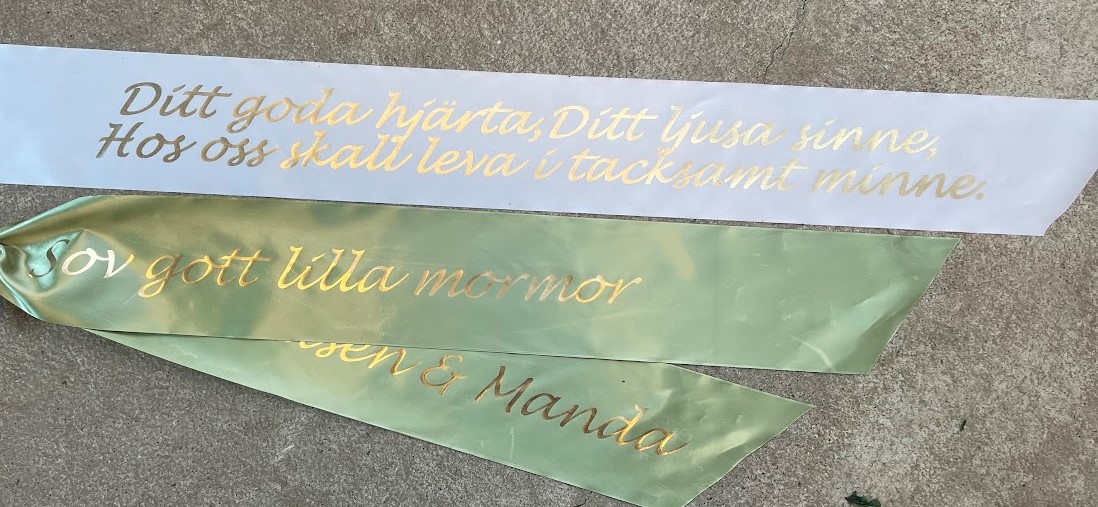 Ditt goda hjärta, Ditt ljusa sinne,
Hos oss skall leva i tacksamt minne.
Sov gott lilla mormor
& Manda